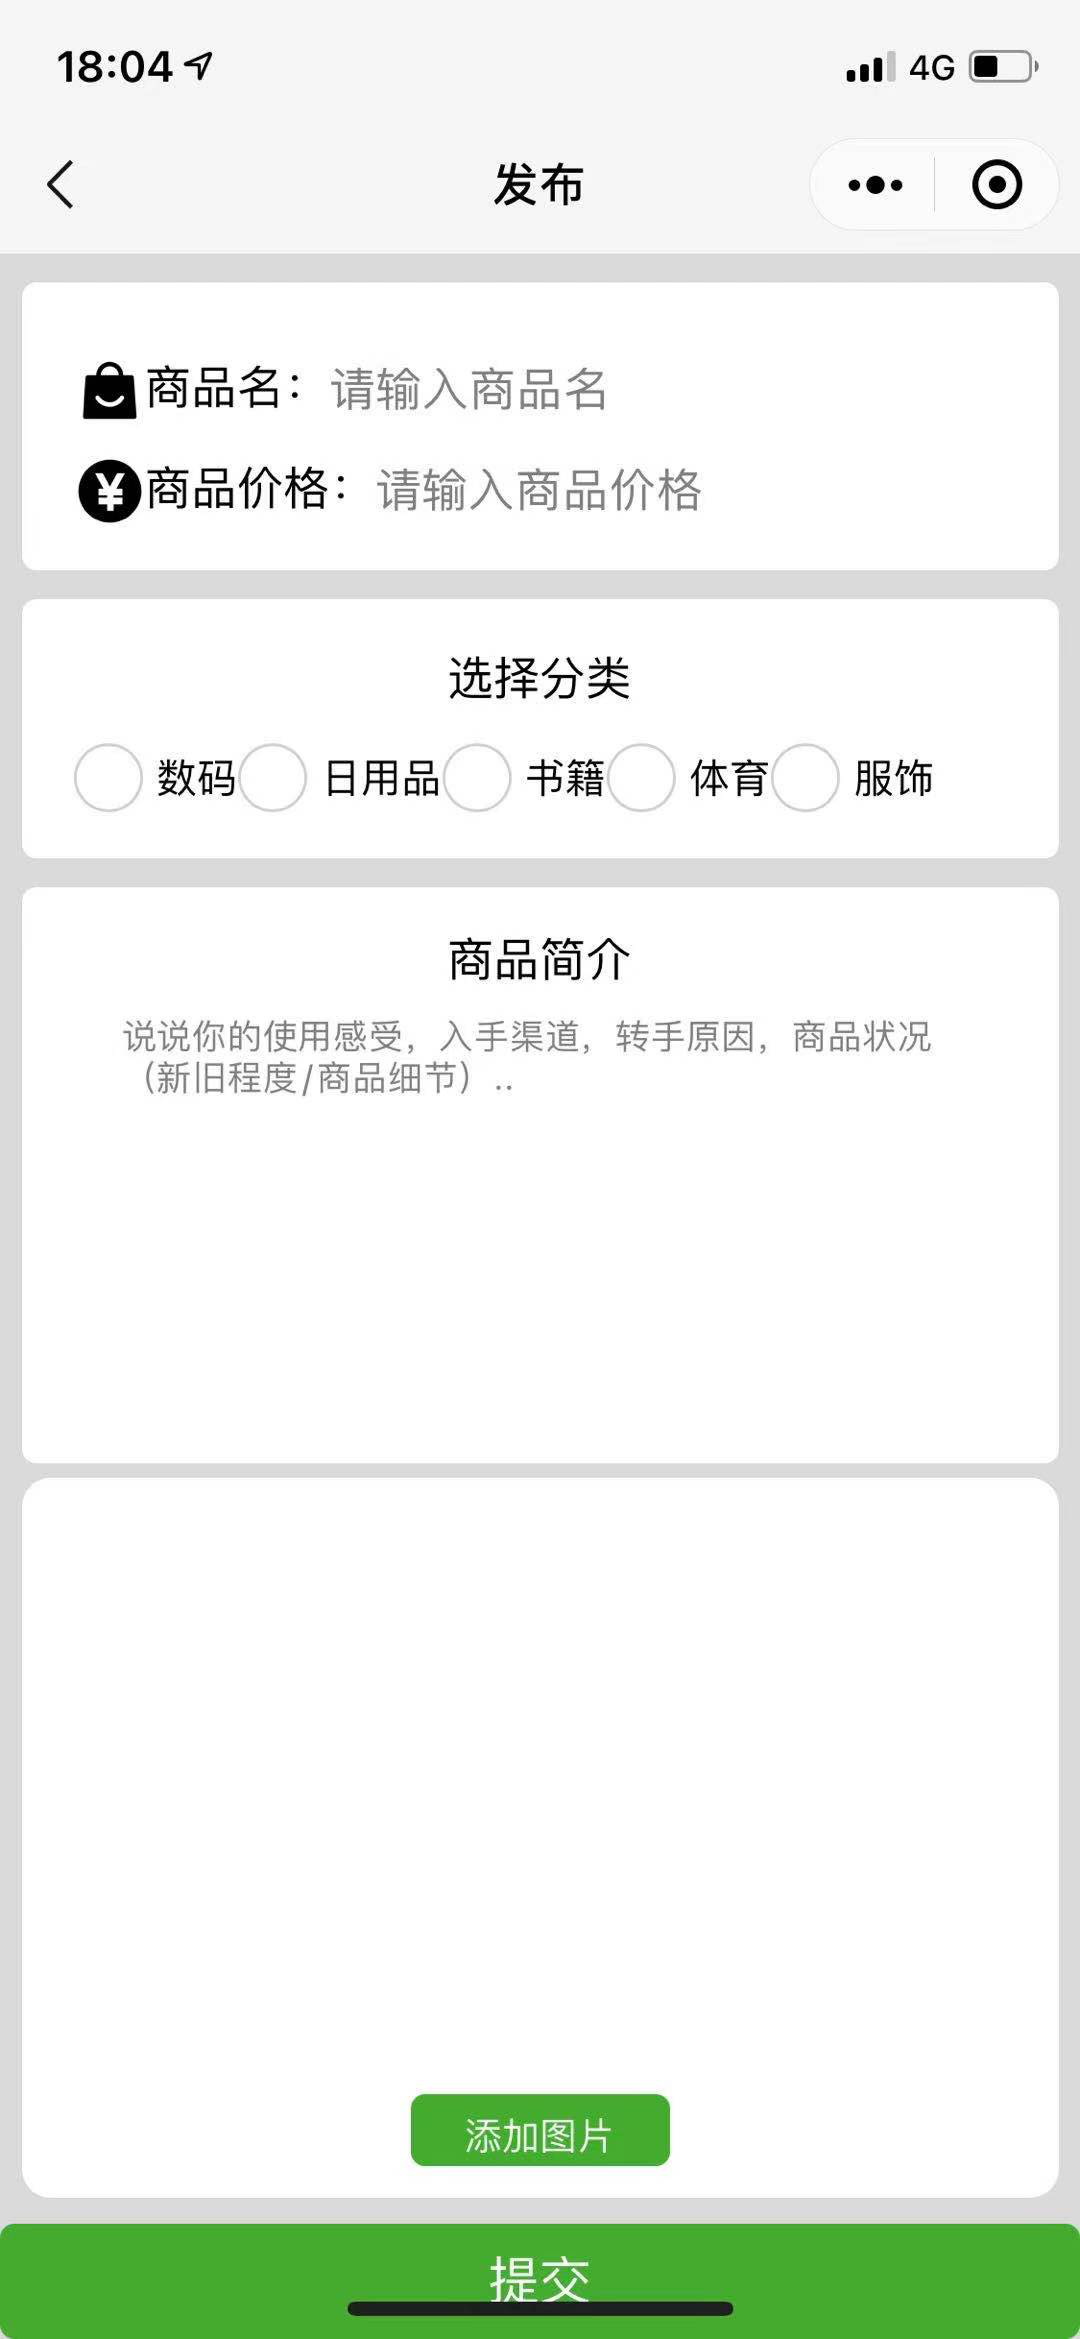 18:04 4G
发布
商品名：请输入商品名
¥商品价格：请输入商品价格
选择分类
数码 日用品 书籍 体育 服饰
商品简介
说说你的使用感受，入手渠道，转手原因，商品状况
（新旧程度/商品细节）..
添加图片
提交